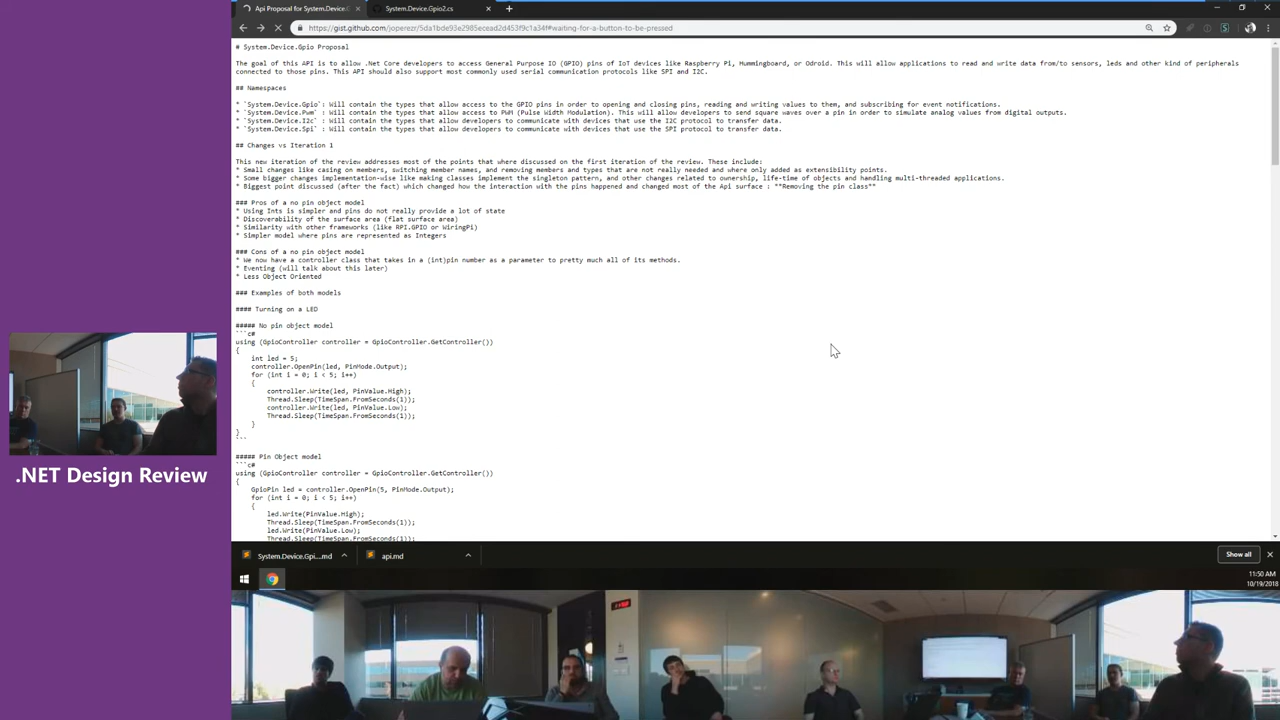 Api Proposal for System.Device.
System.Device.Gpio2.cs
https://gist.github.com/joperezr/5da1bde93e2985ecead2d453f9c1a34f#waiting-for-a-button-to-be-pressed
# System.Device.Gpio Proposal
The goal of this API is to allow .Net Core developers to access General Purpose IO (GPIO) pins of IoT devices like Raspberry Pi, Hummingboard, or Odroid. This will allow applications to read and write data from/to sensors, leds and other kind of peripherals
connected to those pins. This API should also support most commonly used serial communication protocols like SPI and I2C.
## Namespaces
* `System.Device.Gpio`: Will contain the types that allow access to the GPIO pins in order to opening and closing pins, reading and writing values to them, and subscribing for event notifications.
* `System.Device.Pwm` : Will contain the types that allow access to PWM (Pulse Width Modulation). This will allow developers to send square waves over a pin in order to simulate analog values from digital outputs.
* `System.Device.I2c` : Will contain the types that allow developers to communicate with devices that use the I2C protocol to transfer data.
* `System.Device.Spi` : Will contain the types that allow developers to communicate with devices that use the SPI protocol to transfer data.
## Changes vs Iteration 1
This new iteration of the review addresses most of the points that where discussed on the first iteration of the review. These include:
* Small changes like casing on members, switching member names, and removing members and types that are not really needed and where only added as extensibility points.
* Some bigger changes implementation-wise like making classes implement the singleton pattern, and other changes related to ownership, life-time of objects and handling multi-threaded applications.
* Biggest point discussed (after the fact) which changed how the interaction with the pins happened and changed most of the Api surface : **Removing the pin class**
### Pros of a no pin object model
* Using Ints is simpler and pins do not really provide a lot of state
* Discoverability of the surface area (flat surface area)
* Similarity with other frameworks (like RPI.GPIO or WiringPi)
* Simpler model where pins are represented as Integers
### Cons of a no pin object model
* We now have a controller class that takes in a (int)pin number as a parameter to pretty much all of its methods.
* Eventing (will talk about this later)
* Less Object Oriented
### Examples of both models
#### Turning on a LED
##### No pin object model
```c#
using (GpioController controller = GpioController.GetController())
{
int led = 5;
controller.OpenPin(led, PinMode.Output);
for (int i = 0; i < 5; i++)
{
controller.Write(led, PinValue.High);
Thread.Sleep(TimeSpan.FromSeconds(1));
controller.Write(led, PinValue.Low);
Thread.Sleep(TimeSpan.FromSeconds(1));
}
}
```
##### Pin Object model
```c#
using (GpioController controller = GpioController.GetController())
{
GpioPin led = controller.OpenPin(5, PinMode.Output);
for (int i = 0; i < 5; i++)
{
led.Write(PinValue.High);
Thread.Sleep(TimeSpan.FromSeconds(1));
led.Write(PinValue.Low);
Thread.Sleep(TimeSpan.FromSeconds(1));
.NET Design Review
System.Device.Gpi....md
api.md
Show all
11:50 AM
10/19/2018